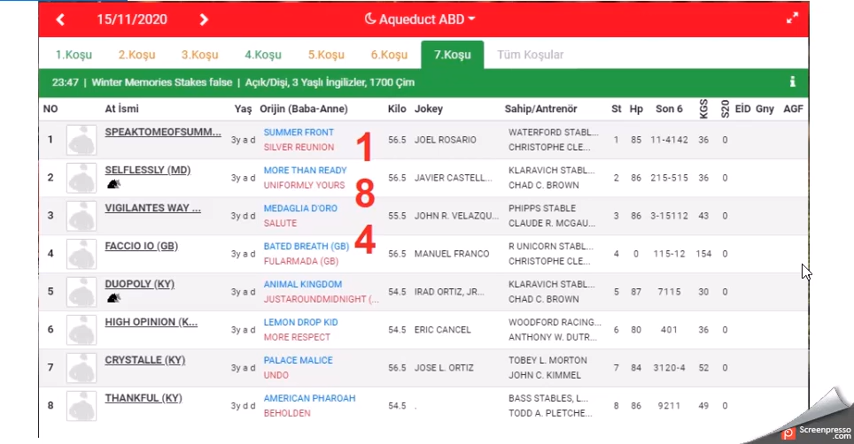 15/11/2020 Aqueduct ABD
1.Koşu 2.Koşu 3.Koşu 4.Koşu 5.Koşu 6.Koşu 7.Koşu Tüm Koşular
23:47 | Winter Memories Stakes false | Açık/Dişi, 3 Yaşlı İngilizler, 1700 Çim
NO At İsmi Yaş Orijin (Baba-Anne) Kilo Jokey Sahip/Antrenör St Hp Son 6 KGS S20 EİD Gny AGF
1 SPEAKTOMEOFSUMM... 3y a d SUMMER FRONT SILVER REUNION 56.5 JOEL ROSARIO WATERFORD STABL... CHRISTOPHE CLE... 1 85 11-4142 36 0
1
2 SELFLESSLY (MD) 3y a d MORE THAN READY UNIFORMLY YOURS 56.5 JAVIER CASTELL... KLARAVICH STABL... CHAD C. BROWN 2 86 215-515 36 0
8
3 VIGILANTES WAY ... 3y d d MEDAGLIA D'ORO SALUTE 55.5 JOHN R. VELAZQU... PHIPPS STABLE CLAUDE R. MCGAU... 3 86 3-15112 43 0
4
4 FACCIO IO (GB) 3y a d BATED BREATH (GB) FULARMADA (GB) 56.5 MANUEL FRANCO R UNICORN STABL... CHRISTOPHE CLE... 4 0 115-12 154 0
5 DUOPOLY (KY) 3y a d ANIMAL KINGDOM JUSTAROUNDMIDNIGHT (... 54.5 IRAD ORTIZ, JR... KLARAVICH STABL... CHAD C. BROWN 5 87 7115 30 0
6 HIGH OPINION (K... 3y a d LEMON DROP KID MORE RESPECT 54.5 ERIC CANCEL WOODFORD RACING... ANTHONY W. DUTR... 6 80 401 36 0
7 CRYSTALLE (KY) 3y a d PALACE MALICE UNDO 56.5 JOSE L. ORTIZ TOBEY L. MORTON JOHN C. KIMMEL 7 84 3120-4 52 0
8 THANKFUL (KY) 3y d d AMERICAN PHAROAH BEHOLDEN 54.5 . BASS STABLES, L... TODD A. PLETCHE... 8 86 9211 49 0
Screenpresso
.com